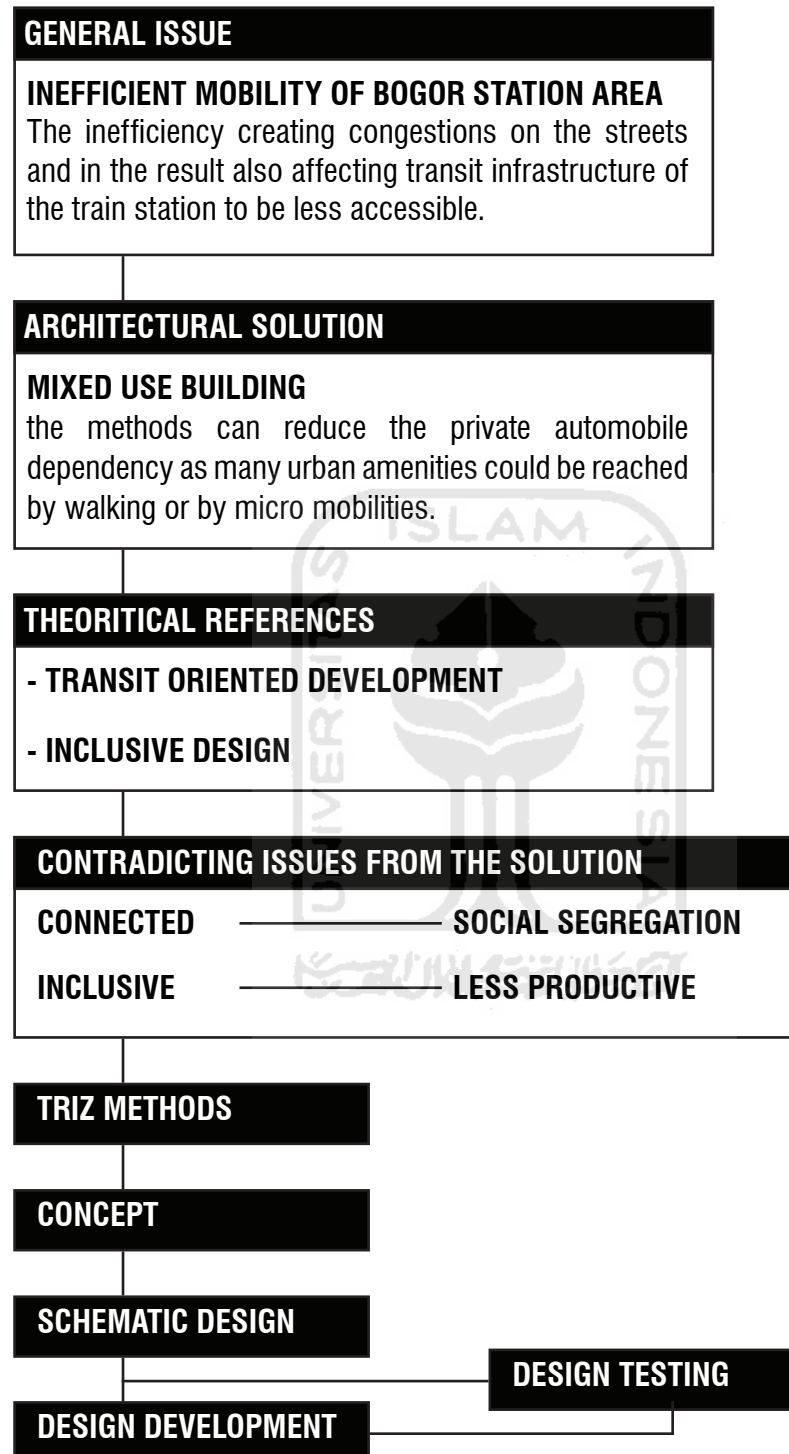 GENERAL ISSUE
INEFFICIENT MOBILITY OF BOGOR STATION AREA
The inefficiency creating congestions on the streets
and in the result also affecting transit infrastructure of
the train station to be less accessible.
ARCHITECTURAL SOLUTION
MIXED USE BUILDING
the methods can reduce the private automobile
dependency as many urban amenities could be reached
by walking or by micro mobilities.
THEORITICAL REFERENCES
- TRANSIT ORIENTED DEVELOPMENT
- INCLUSIVE DESIGN
CONTRADICTING ISSUES FROM THE SOLUTION
CONNECTED SOCIAL SEGREGATION
INCLUSIVE LESS PRODUCTIVE
TRIZ METHODS
CONCEPT
SCHEMATIC DESIGN
DESIGN TESTING
DESIGN DEVELOPMENT
UNIVERSITAS
ISLAM
INDONESIA